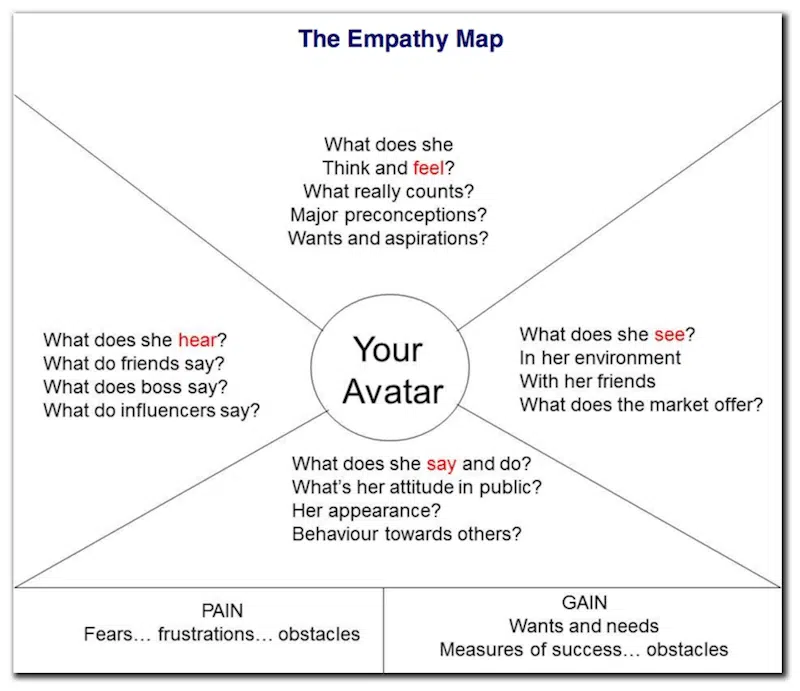 The Empathy Map
What does she
Think and feel?
What really counts?
Major preconceptions?
Wants and aspirations?
What does she hear?
What do friends say?
What does boss say?
What do influencers say?
Your
Avatar
What does she see?
In her environment
With her friends
What does the market offer?
What does she say and do?
What's her attitude in public?
Her appearance?
Behaviour towards others?
PAIN
Fears... frustrations... obstacles
GAIN
Wants and needs
Measures of success... obstacles